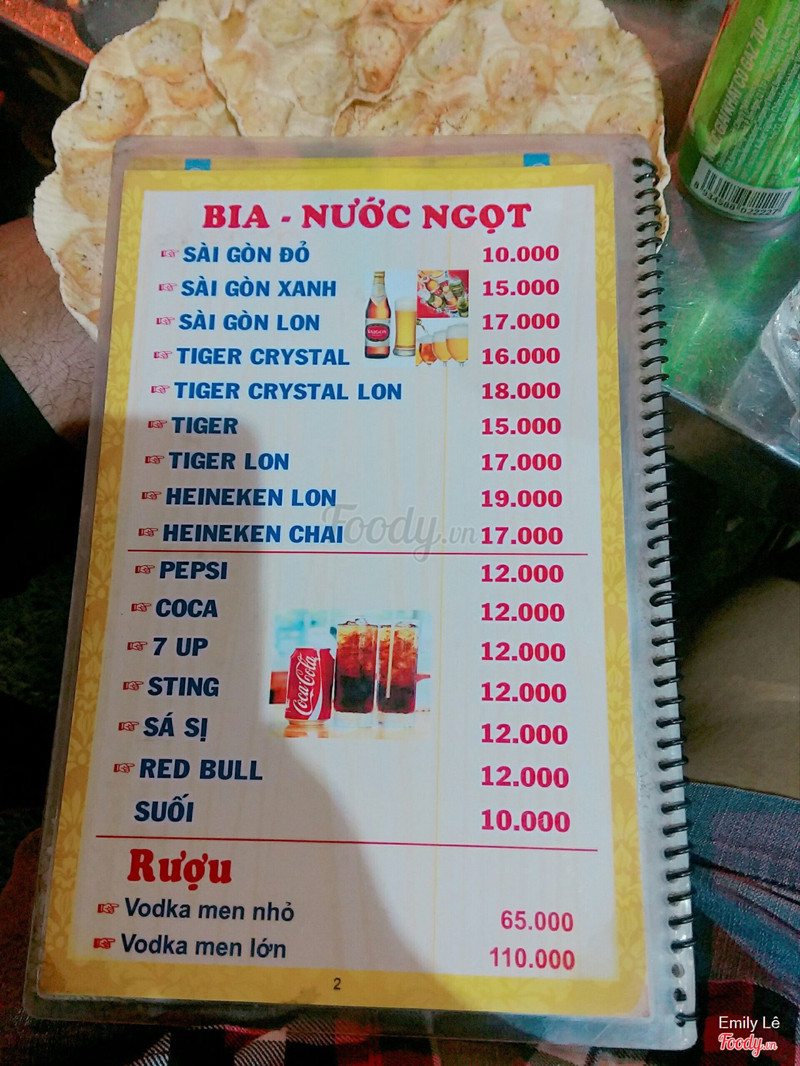 BIA - NƯỚC NGỌT
SÀI GÒN ĐỎ 10.000
SÀI GÒN XANH 15.000
SÀI GÒN LON 17.000
TIGER CRYSTAL 16.000
TIGER CRYSTAL LON 18.000
TIGER 15.000
TIGER LON 17.000
HEINEKEN LON 19.000
HEINEKEN CHAI 17.000
PEPSI 12.000
COCA 12.000
7 UP 12.000
STING 12.000
SÁ SỊ 12.000
RED BULL 12.000
SUỐI 10.000
Rượu
Vodka men nhỏ 65.000
Vodka men lớn 110.000
2
Coca-Cola
Foody.vn
Emily Lê
Foody.vn